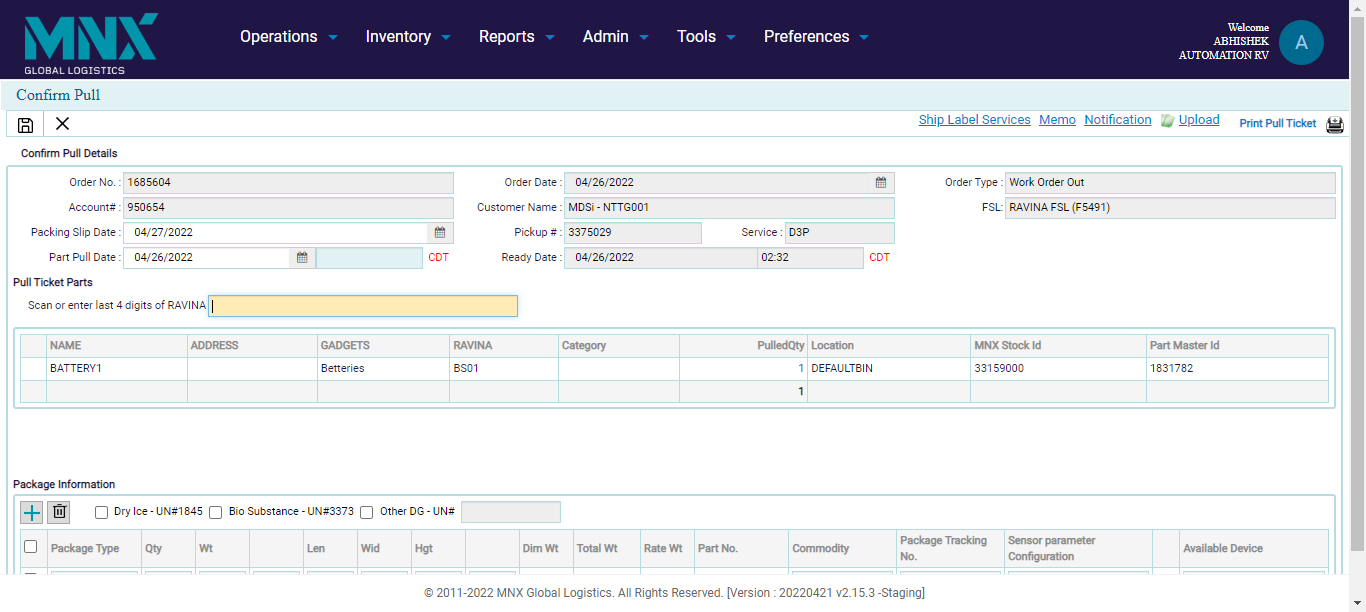 MNX
GLOBAL LOGISTICS
Operations Inventory Reports Admin Tools Preferences
Welcome
ABHISHEK
AUTOMATION RV
A
Confirm Pull
Ship Label Services Memo Notification Upload Print Pull Ticket
Confirm Pull Details
Order No. : 1685604 Order Date : 04/26/2022 Order Type : Work Order Out
Account# : 950654 Customer Name : MDSi - NTTG001 FSL: RAVINA FSL (F5491)
Packing Slip Date : 04/27/2022 Pickup # : 3375029 Service : D3P
Part Pull Date : 04/26/2022 CDT Ready Date : 04/26/2022 02:32 CDT
Pull Ticket Parts
Scan or enter last 4 digits of RAVINA
NAME ADDRESS GADGETS RAVINA Category PulledQty Location MNX Stock Id Part Master Id
BATTERY1 Betteries BS01 1 DEFAULTBIN 33159000 1831782
1
Package Information
Dry Ice - UN#1845 Bio Substance - UN#3373 Other DG - UN#
Package Type Qty Wt Len Wid Hgt Dim Wt Total Wt Rate Wt Part No. Commodity Package Tracking No. Sensor parameter Configuration Available Device
© 2011-2022 MNX Global Logistics. All Rights Reserved. [Version : 20220421 v2.15.3 -Staging]